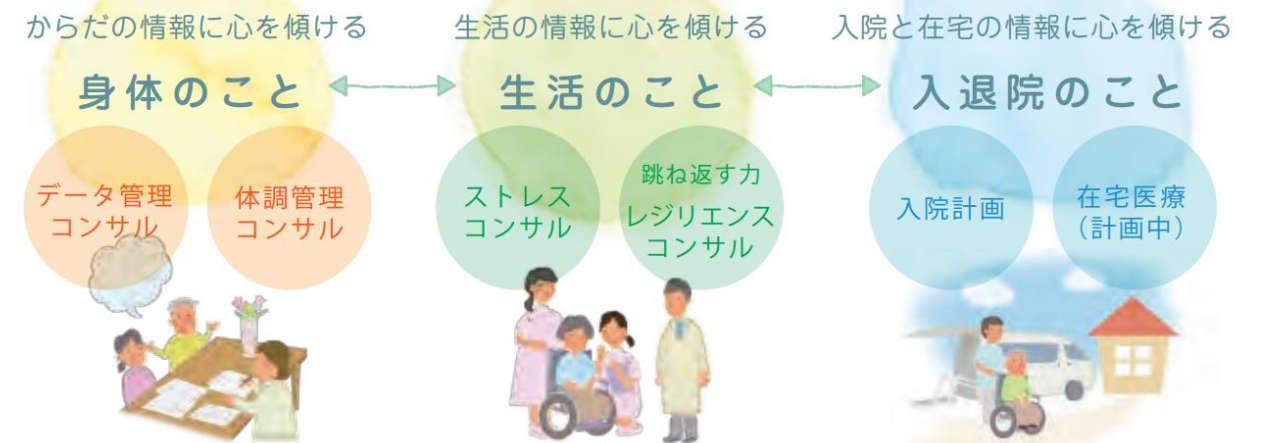 からだの情報に心を傾ける
生活の情報に心を傾ける
入院と在宅の情報に心を傾ける
身体のこと
生活のこと
入退院のこと
データ管理
コンサル
体調管理
コンサル
ストレス
コンサル
跳ね返す力
レジリエンス
コンサル
入院計画
在宅医療
（計画中）